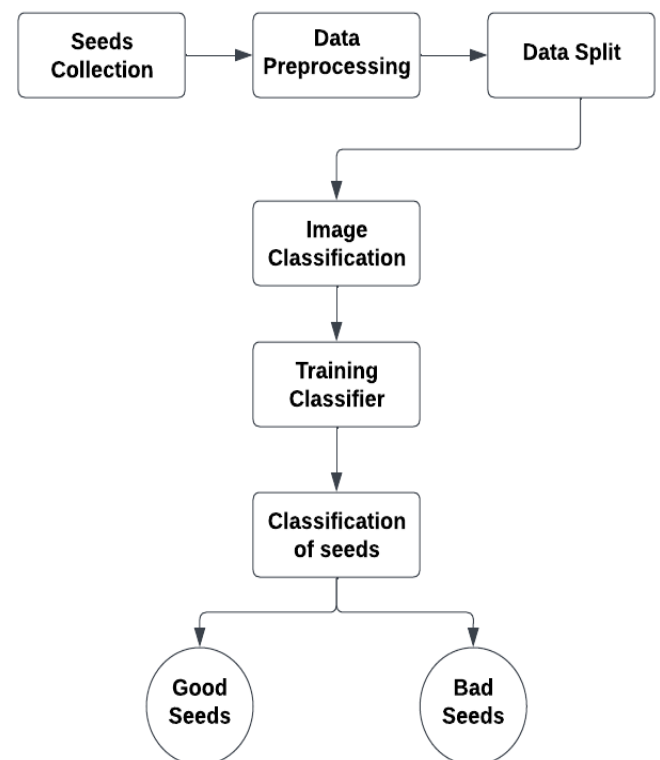 Seeds
Collection
Data
Preprocessing
Data Split
Image
Classification
Training
Classifier
Classification
of seeds
Good
Seeds
Bad
Seeds